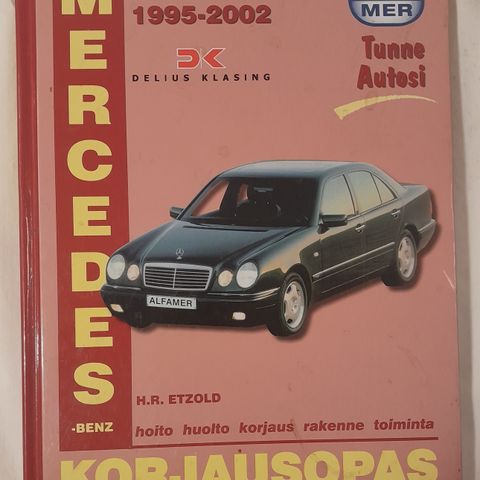 MERCEDES
-BENZ
1995-2002
MER
DELIUS KLASING
Tunne
Autosi
ALFAMER
H.R. ETZOLD
hoito huolto korjaus rakenne toiminta
KORJAUSOPAS